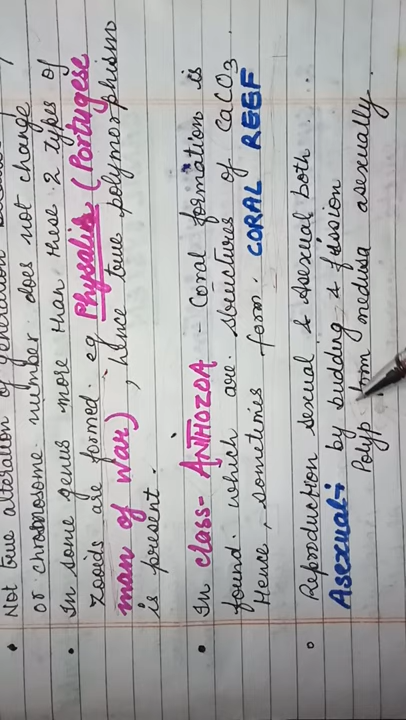 Not true alteration of generation because
or chromosome number does not change
In some genus more than these 2 types of
zooids are formed. eg Physalia (Portugese
man of war), hence true polymorphism
is present.
In class- ANTHOZOA - Coral formation is
found. which are structures of CaCO3.
Hence, sometimes form. CORAL REEF
Reproduction sexual & Asexual both.
Asexual:- by budding & fission
Polyp form medusa asexually.